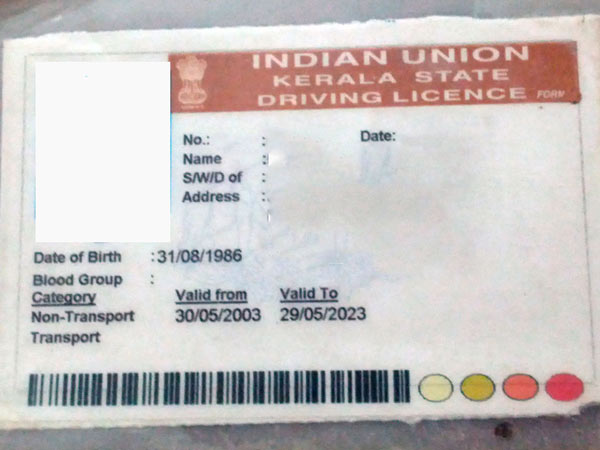 INDIAN UNION
KERALA STATE
DRIVING LICENCE FORM
No.: : Date:
Name :
S/W/D of :
Address :
Date of Birth : 31/08/1986
Blood Group :
Category Valid from Valid To
Non-Transport 30/05/2003 29/05/2023
Transport